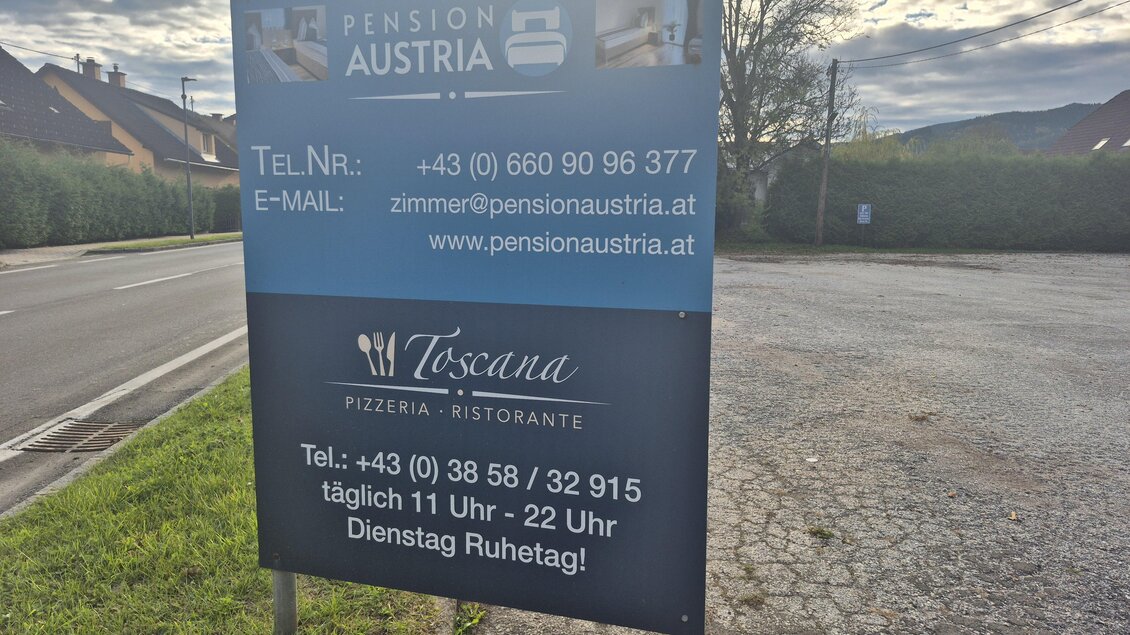 PENSION
AUSTRIA
TEL.NR.: +43 (0) 660 90 96 377
E-MAIL: zimmer@pensionaustria.at
www.pensionaustria.at
Toscana
PIZZERIA · RISTORANTE
Tel.: +43 (0) 38 58 / 32 915
täglich 11 Uhr - 22 Uhr
Dienstag Ruhetag!
P